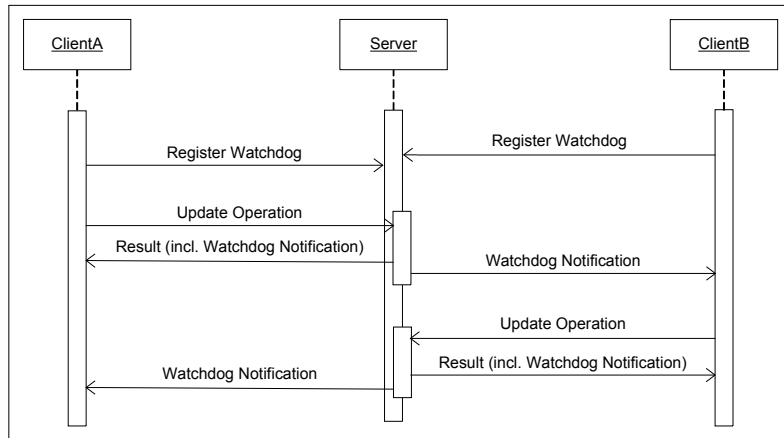 ClientA
Server
ClientB
Register Watchdog
Register Watchdog
Update Operation
Result (incl. Watchdog Notification)
Watchdog Notification
Update Operation
Result (incl. Watchdog Notification)
Watchdog Notification